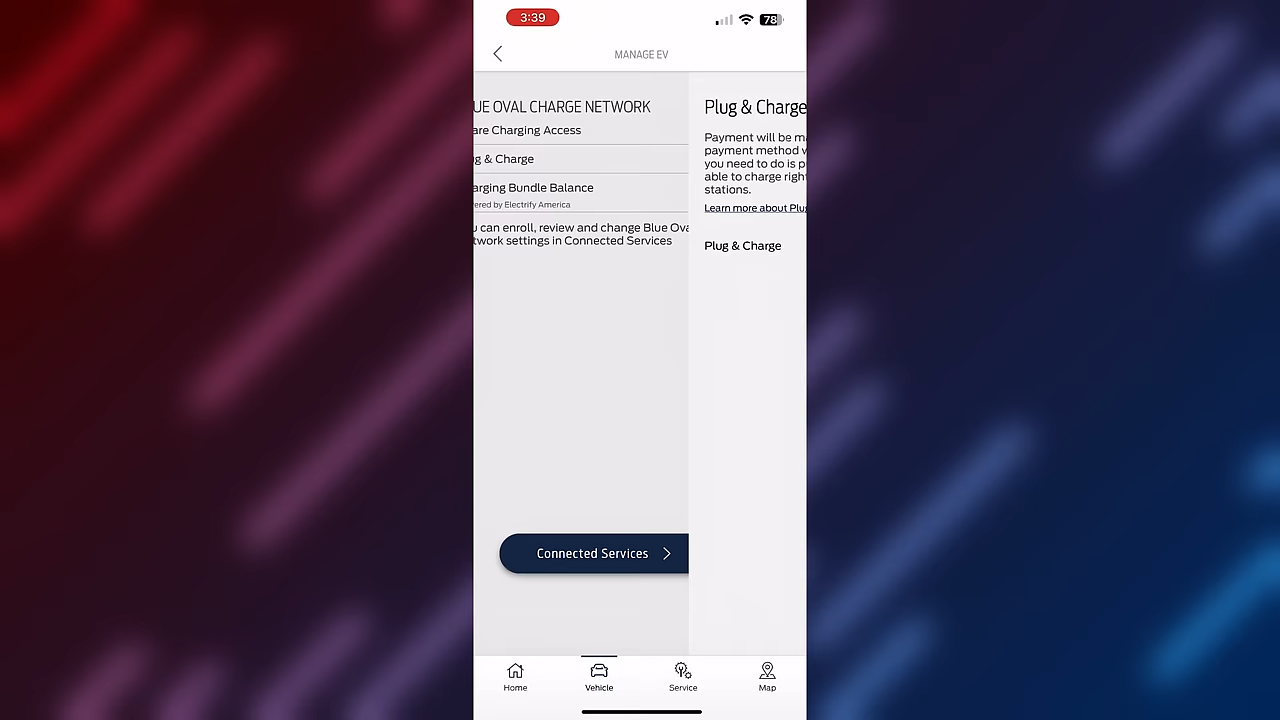 3:39
78
MANAGE EV
UE OVAL CHARGE NETWORK
are Charging Access
g & Charge
arging Bundle Balance
ered by Electrify America
can enroll, review and change Blue Ova
twork settings in Connected Services
Connected Services
Plug & Charge
Payment will be m
payment method
you need to do is p
able to charge right
stations.
Learn more about Plu
Plug & Charge
Home
Vehicle
Service
Map